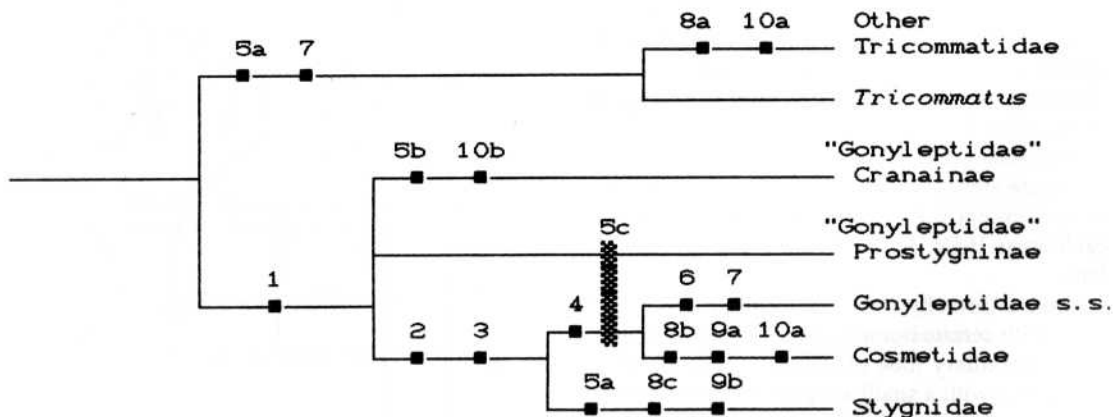 Other
8a 10a
5a 7
Tricommatidae
Tricommatus
5b 10b
"Gonyleptidae"
Cranainae
"Gonyleptidae"
5c
Prostygninae
1
4
6 7
Gonyleptidae s.s.
2 3
8b 9a 10a
Cosmetidae
5a 8c 9b
Stygnidae